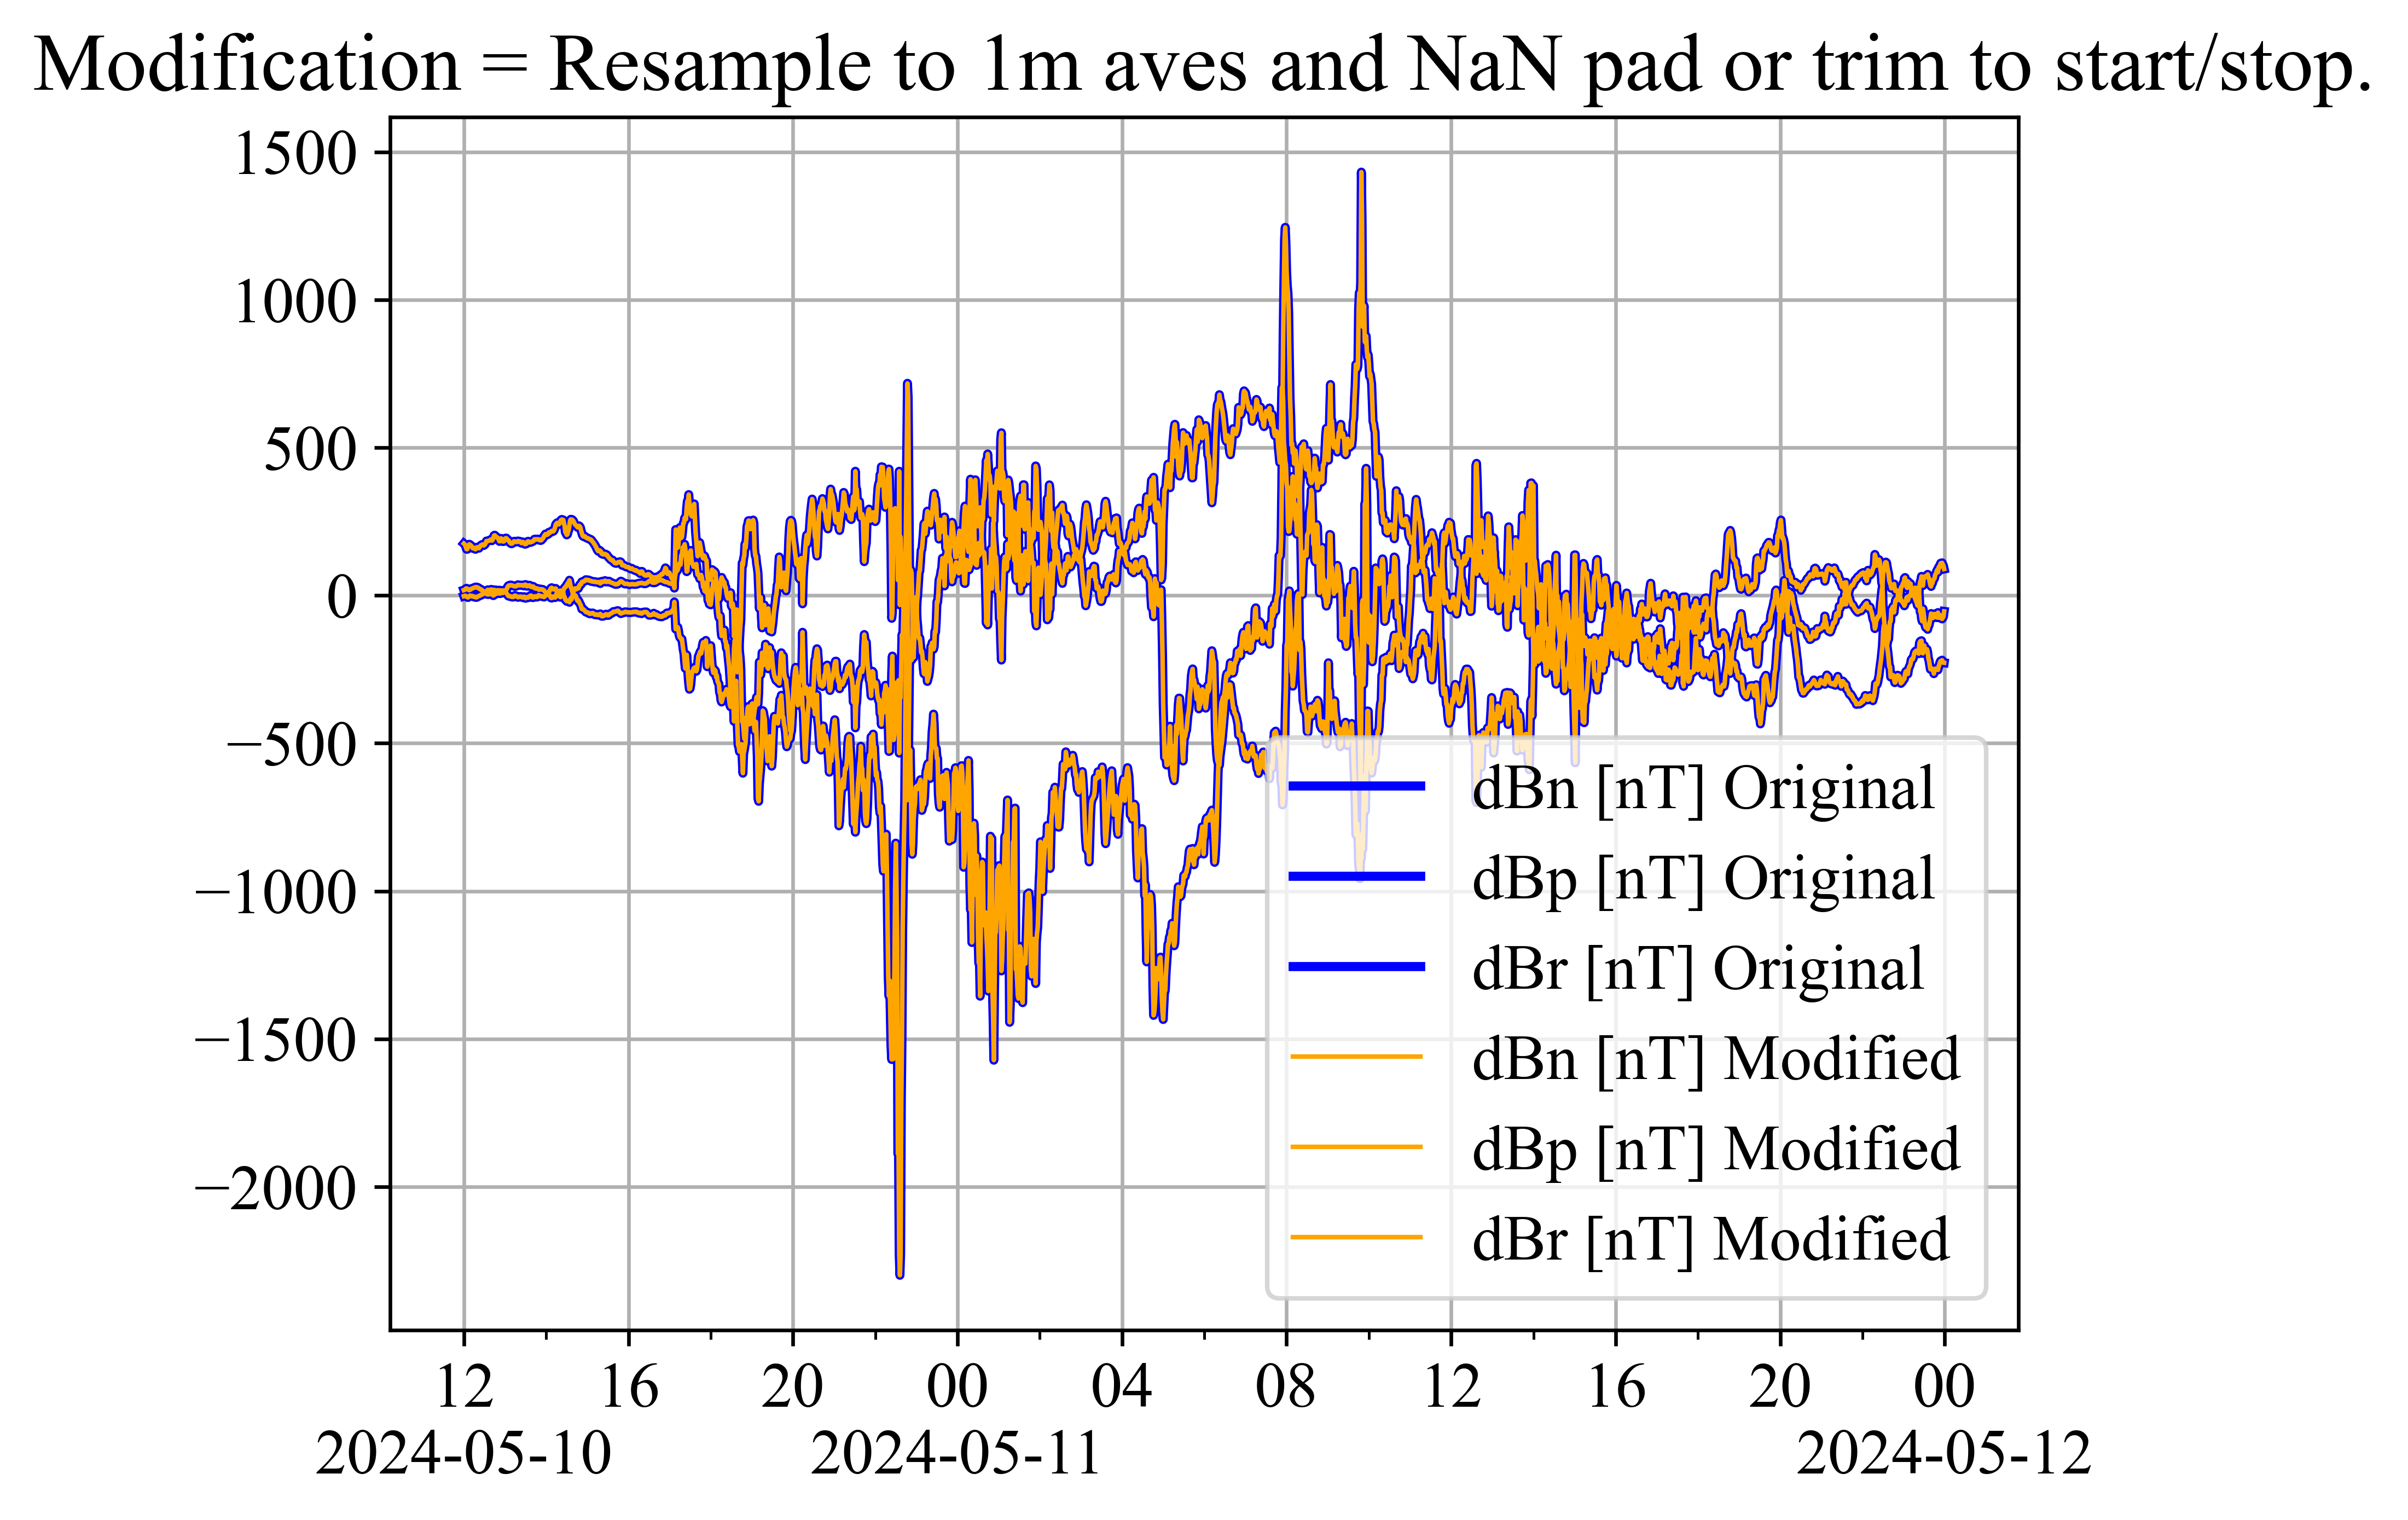 Modification = Resample to 1m aves and NaN pad or trim to start/stop.
1500
1000
500
0
−500
−1000
−1500
−2000
dBn [nT] Original
dBp [nT] Original
dBr [nT] Original
dBn [nT] Modified
dBp [nT] Modified
dBr [nT] Modified
12 16 20 00 04 08 12 16 20 00
2024-05-10 2024-05-11 2024-05-12